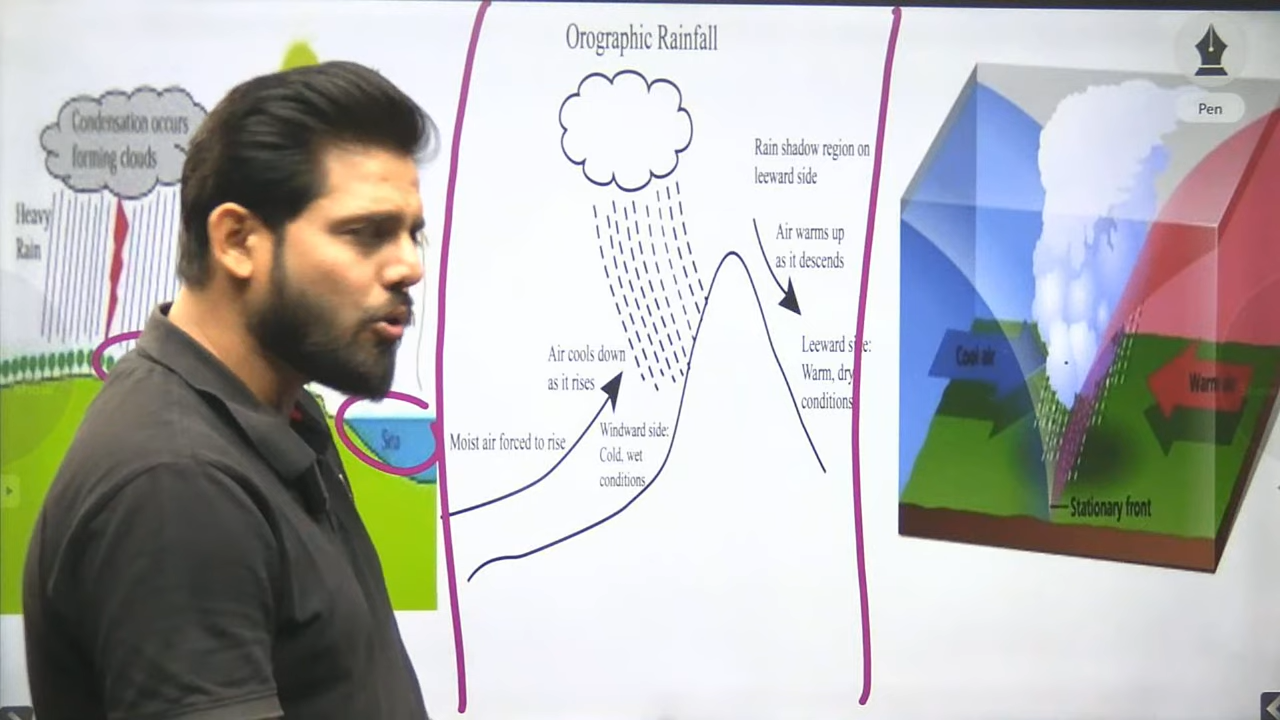 Condensation occurs
forming clouds
Heavy
Rain
Sea
Orographic Rainfall
Rain shadow region on
leeward side
Air warms up
as it descends
Air cools down
as it rises
Moist air forced to rise
Windward side:
Cold, wet
conditions
Leeward side:
Warm, dry
conditions
Pen
Cool air
Warm air
Stationary front